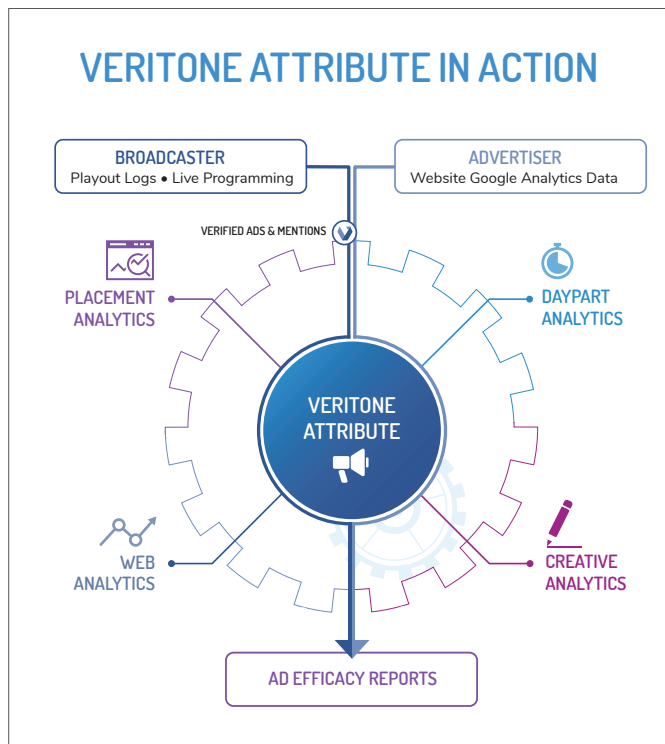 VERITONE ATTRIBUTE IN ACTION
BROADCASTER
Playout Logs • Live Programming
ADVERTISER
Website Google Analytics Data
VERIFIED ADS & MENTIONS
PLACEMENT
ANALYTICS
DAYPART
ANALYTICS
VERITONE
ATTRIBUTE
WEB
ANALYTICS
CREATIVE
ANALYTICS
AD EFFICACY REPORTS